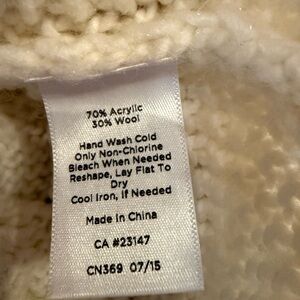 70% Acrylic
30% Wool
Hand Wash Cold
Only Non-Chlorine
Bleach When Needed
Reshape, Lay Flat To
Dry
Cool Iron, If Needed
Made in China
CA #23147
CN369 07/15